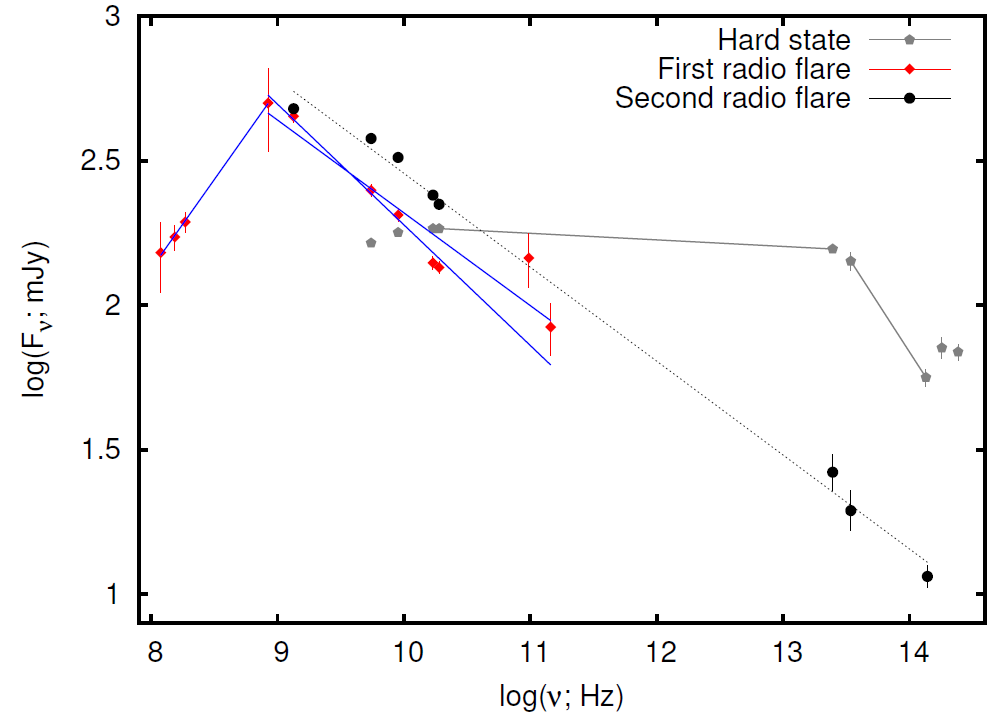 Hard state
First radio flare
Second radio flare
3
2.5
2
1.5
1
log(Fν; mJy)
8 9 10 11 12 13 14
log(ν; Hz)